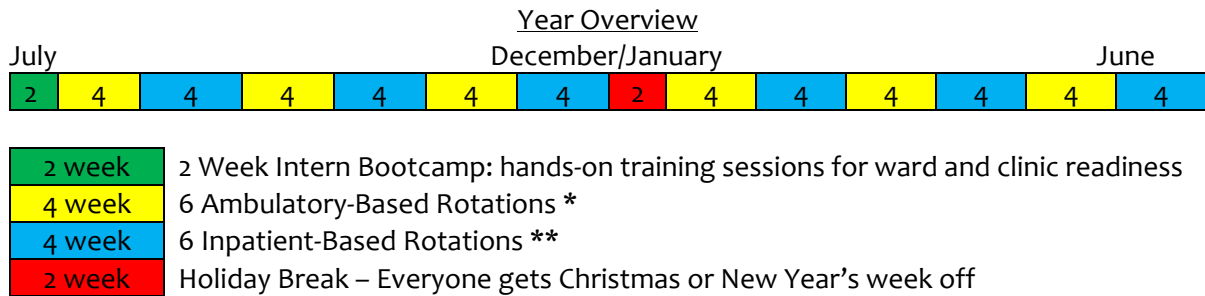 Year Overview
July December/January June
2 4 4 4 4 4 4 2 4 4 4 4 4 4
2 week 2 Week Intern Bootcamp: hands-on training sessions for ward and clinic readiness
4 week 6 Ambulatory-Based Rotations *
4 week 6 Inpatient-Based Rotations **
2 week Holiday Break – Everyone gets Christmas or New Year's week off